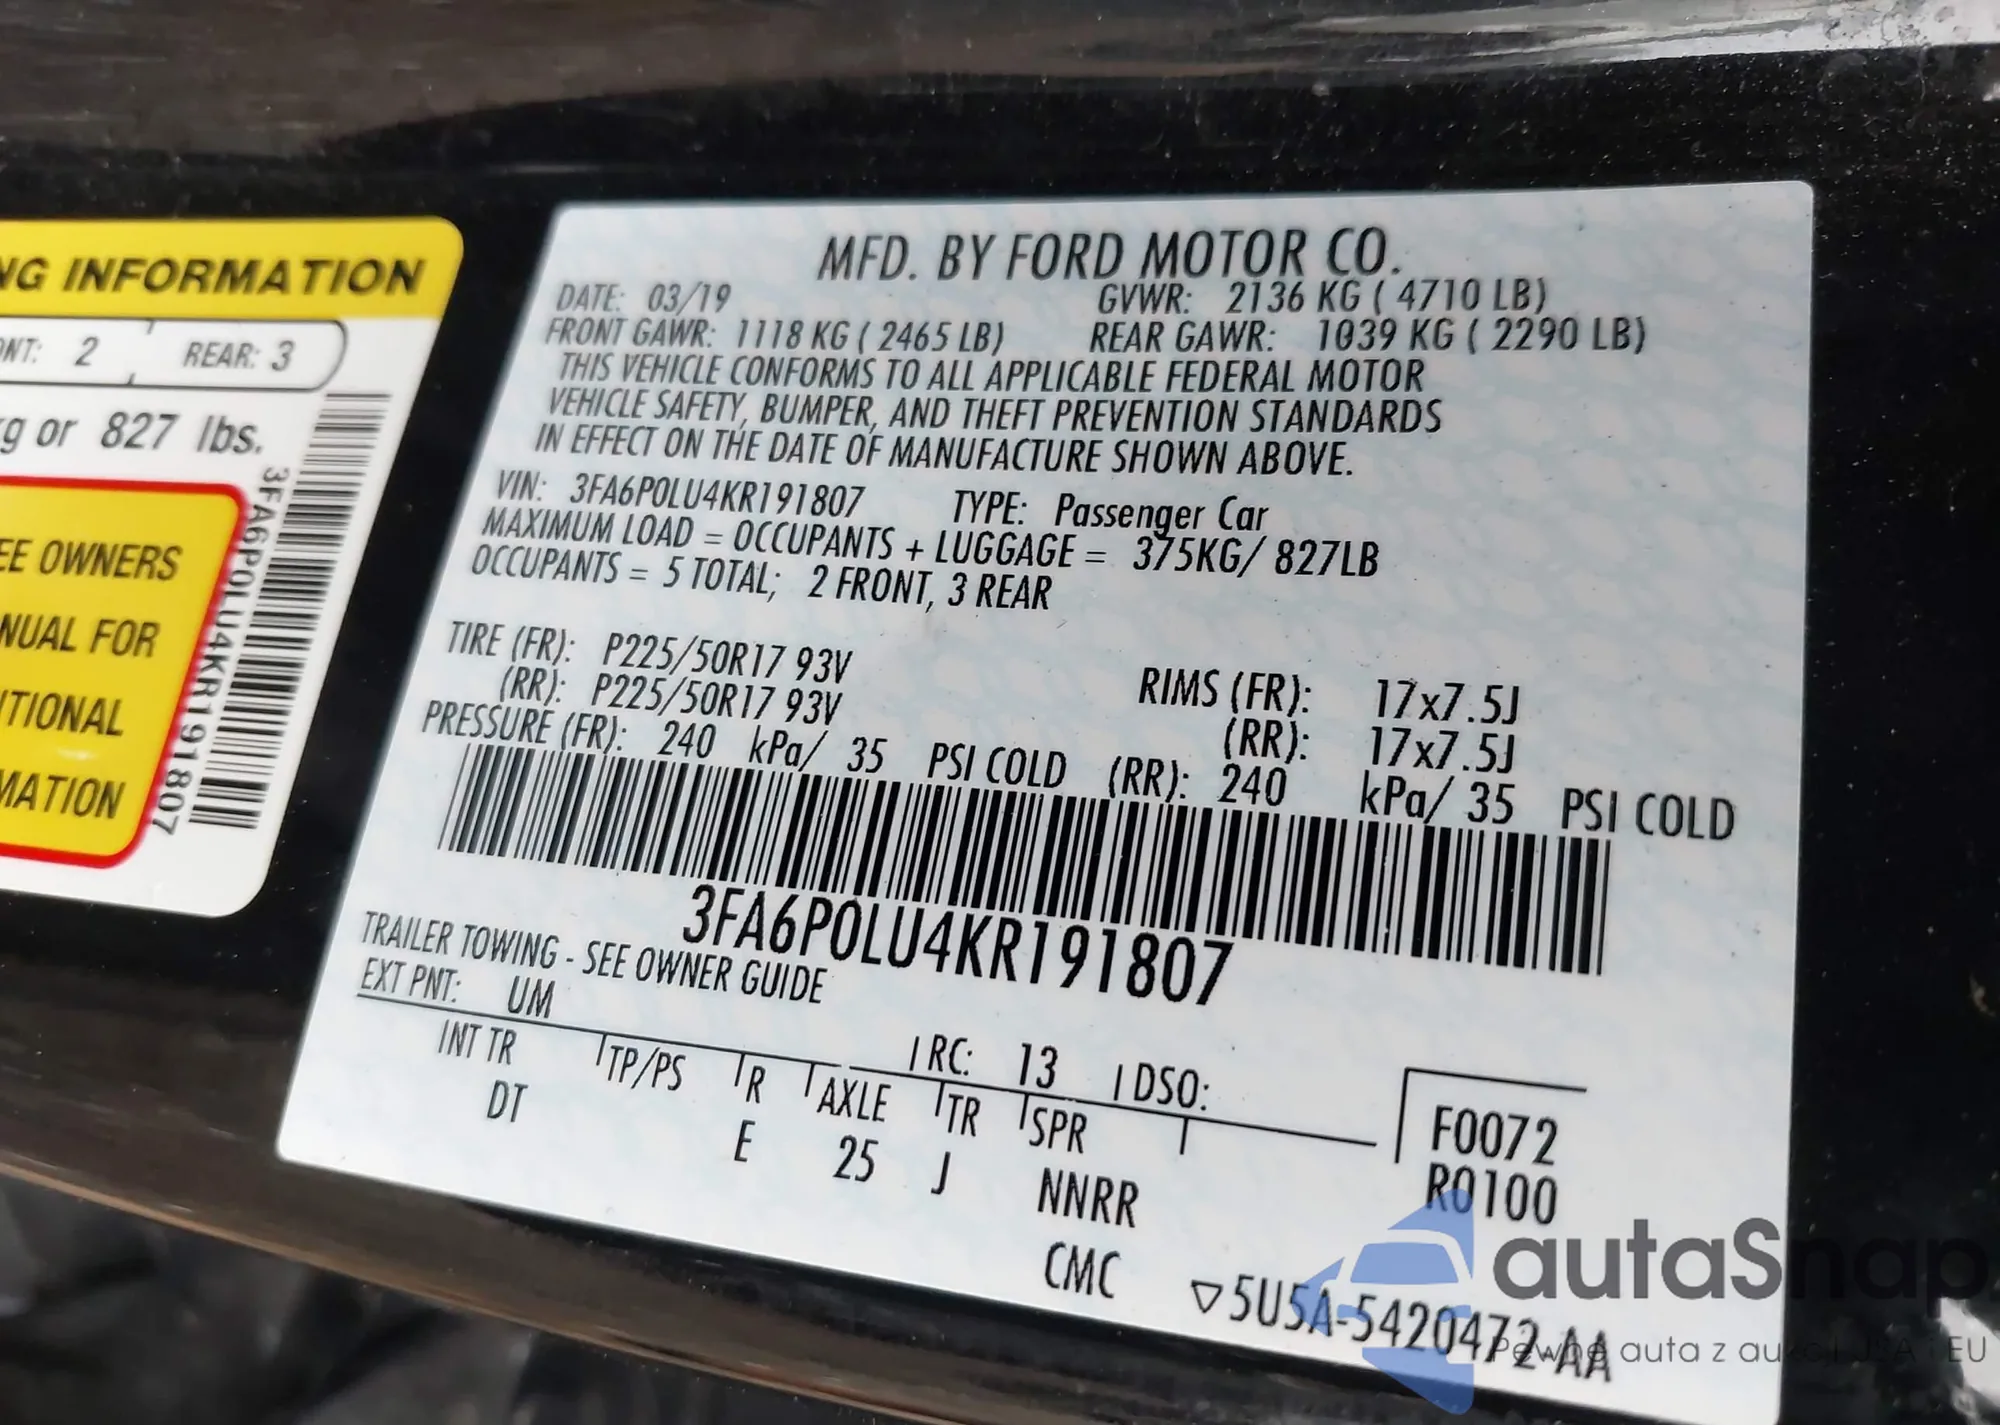 NG INFORMATION
NT: 2 REAR: 3
kg or 827 lbs.
EE OWNERS
NUAL FOR
ITIONAL
MATION
3FA6P0LU4KR191807
MFD. BY FORD MOTOR CO.
DATE: 03/19 GVWR: 2136 KG ( 4710 LB)
FRONT GAWR: 1118 KG ( 2465 LB) REAR GAWR: 1039 KG ( 2290 LB)
THIS VEHICLE CONFORMS TO ALL APPLICABLE FEDERAL MOTOR
VEHICLE SAFETY, BUMPER, AND THEFT PREVENTION STANDARDS
IN EFFECT ON THE DATE OF MANUFACTURE SHOWN ABOVE.
VIN: 3FA6P0LU4KR191807 TYPE: Passenger Car
MAXIMUM LOAD = OCCUPANTS + LUGGAGE = 375KG/ 827LB
OCCUPANTS = 5 TOTAL; 2 FRONT, 3 REAR
TIRE (FR): P225/50R17 93V RIMS (FR): 17x7.5J
(RR): P225/50R17 93V (RR): 17x7.5J
PRESSURE (FR): 240 kPa/ 35 PSI COLD (RR): 240 kPa/ 35 PSI COLD
3FA6P0LU4KR191807
TRAILER TOWING - SEE OWNER GUIDE
EXT PNT: UM RC: 13 DSO:
INT TR TP/PS R AXLE TR SPR F0072
DT E 25 J NNRR R0100
CMC ▽5U5A-5420472-AA
autaSnap
Pewne auta z auk